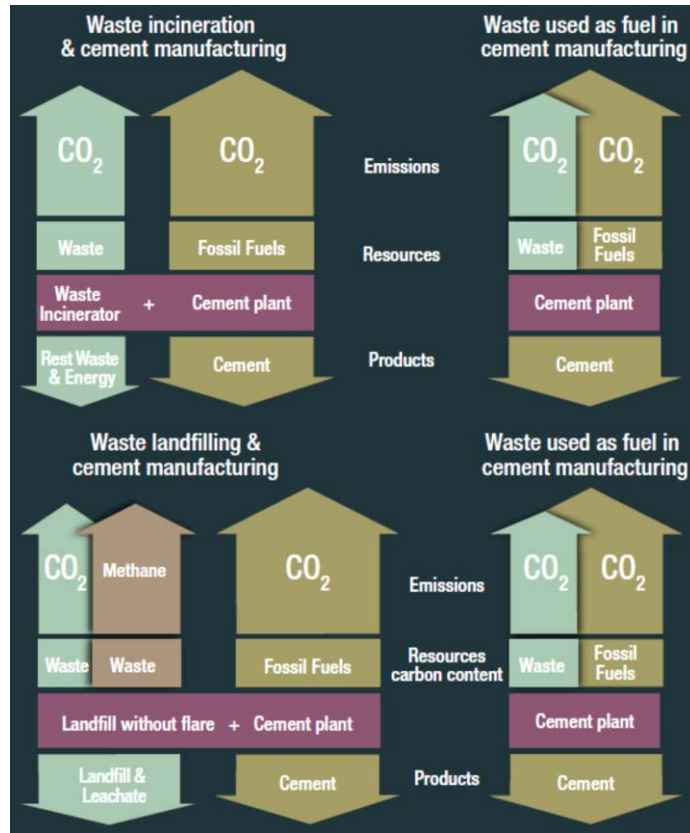 Waste incineration
& cement manufacturing
Waste used as fuel in
cement manufacturing
CO₂
CO₂
Emissions
CO₂
CO₂
Waste
Fossil Fuels
Resources
Waste
Fossil
Fuels
Waste
Incinerator
+
Cement plant
Cement plant
Rest Waste
& Energy
Cement
Products
Cement
Waste landfilling &
cement manufacturing
Waste used as fuel in
cement manufacturing
CO₂
Methane
CO₂
Emissions
CO₂
CO₂
Waste
Waste
Fossil Fuels
Resources
carbon content
Waste
Fossil
Fuels
Landfill without flare + Cement plant
Cement plant
Landfill &
Leachate
Cement
Products
Cement